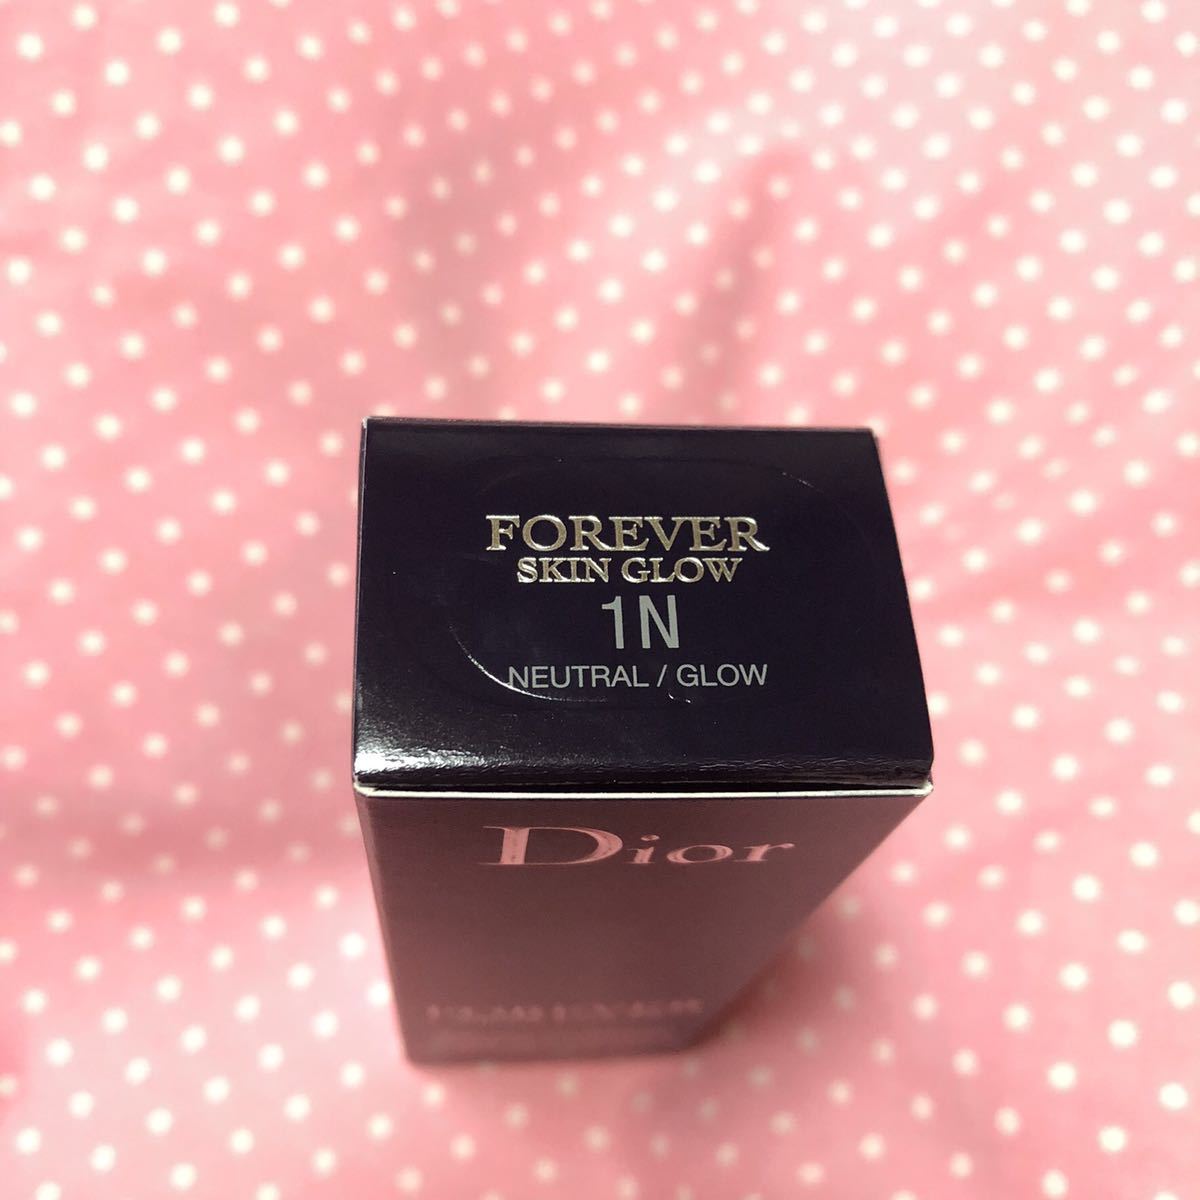 FOREVER
SKIN GLOW
1N
NEUTRAL / GLOW
Dior